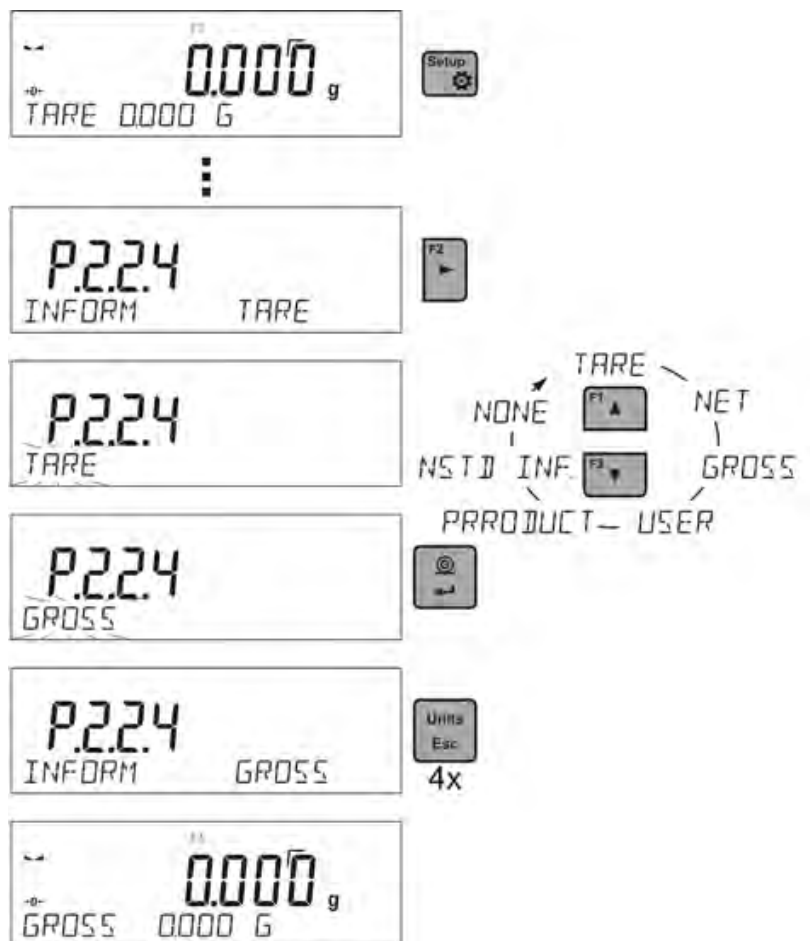 0.000 g
TARE 0.000 G
Setup
P.2.2.4
INFORM TARE
F2
P.2.2.4
TARE
TARE
NONE F1 NET
NSTD INF. F3 GROSS
PRRODUCT USER
P.2.2.4
GROSS
P.2.2.4
INFORM GROSS
Units
Esc
4x
0.000 g
GROSS 0.000 G